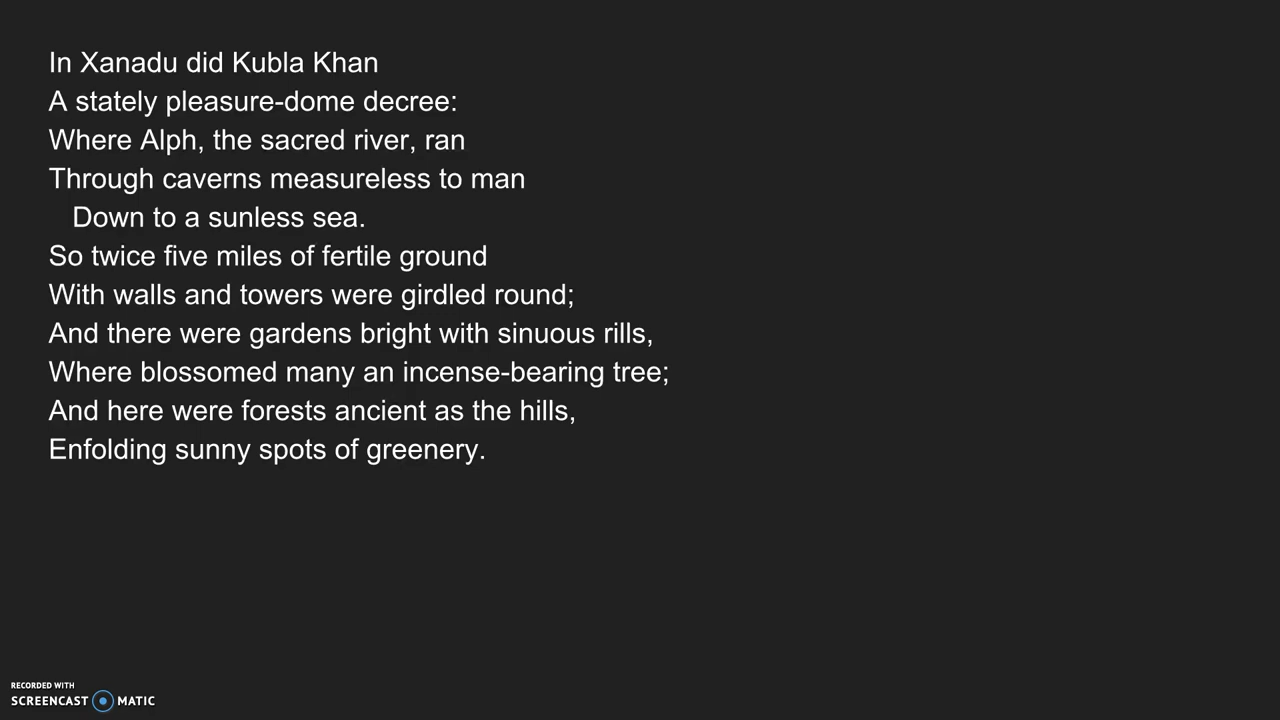 In Xanadu did Kubla Khan
A stately pleasure-dome decree:
Where Alph, the sacred river, ran
Through caverns measureless to man
Down to a sunless sea.
So twice five miles of fertile ground
With walls and towers were girdled round;
And there were gardens bright with sinuous rills,
Where blossomed many an incense-bearing tree;
And here were forests ancient as the hills,
Enfolding sunny spots of greenery.
RECORDED WITH
SCREENCAST MATIC